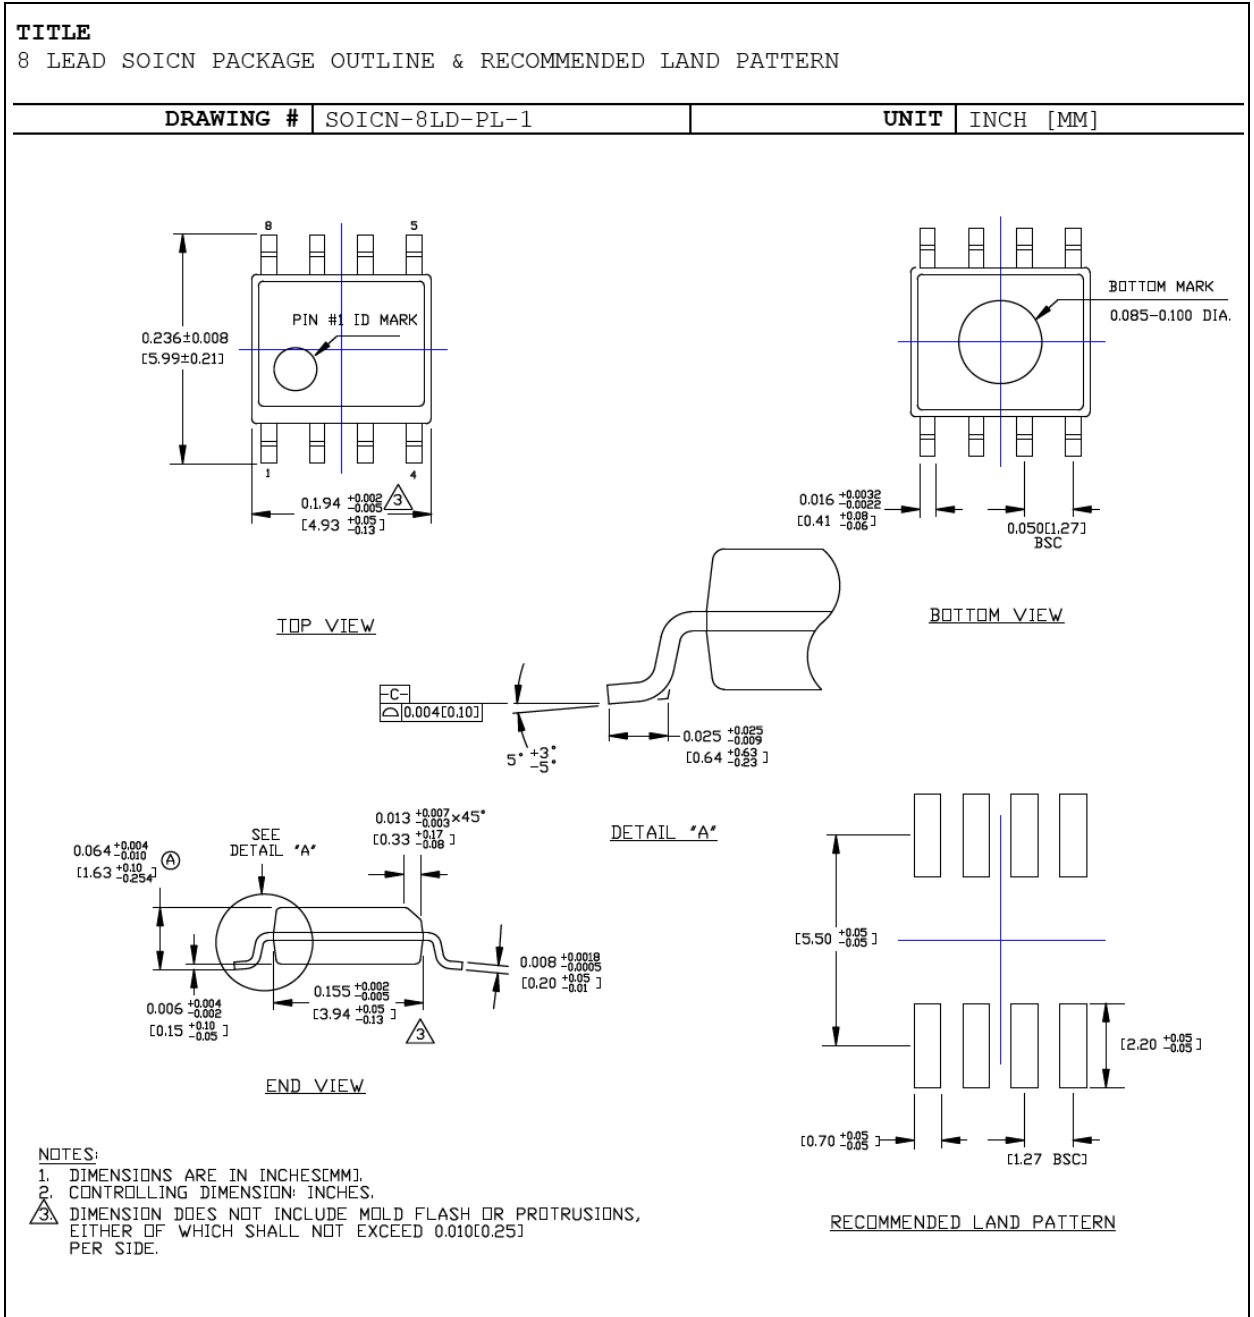 TITLE
8 LEAD SOICN PACKAGE OUTLINE & RECOMMENDED LAND PATTERN
DRAWING # SOICN-8LD-PL-1 UNIT INCH [MM]
8 5
PIN #1 ID MARK
0.236±0.008
[5.99±0.21]
1 4
0.194 +0.002 -0.005 3
[4.93 +0.05 -0.13]
TOP VIEW
BOTTOM MARK
0.085-0.100 DIA.
0.016 +0.0032 -0.0022
[0.41 +0.08 -0.06]
0.050[1.27]
BSC
BOTTOM VIEW
-C-
⌓ 0.004[0.10]
5° +3° -5°
0.025 +0.025 -0.009
[0.64 +0.63 -0.23]
DETAIL "A"
0.064 +0.004 -0.010 A
[1.63 +0.10 -0.254]
SEE
DETAIL "A"
0.013 +0.007 -0.003 ×45°
[0.33 +0.17 -0.08]
0.006 +0.004 -0.002
[0.15 +0.10 -0.05]
0.155 +0.002 -0.005
[3.94 +0.05 -0.13]
3
0.008 +0.0018 -0.0005
[0.20 +0.05 -0.01]
END VIEW
[5.50 +0.05 -0.05]
[2.20 +0.05 -0.05]
[0.70 +0.05 -0.05]
[1.27 BSC]
RECOMMENDED LAND PATTERN
NOTES:
1. DIMENSIONS ARE IN INCHES[MM].
2. CONTROLLING DIMENSION: INCHES.
3. DIMENSION DOES NOT INCLUDE MOLD FLASH OR PROTRUSIONS,
EITHER OF WHICH SHALL NOT EXCEED 0.010[0.25]
PER SIDE.